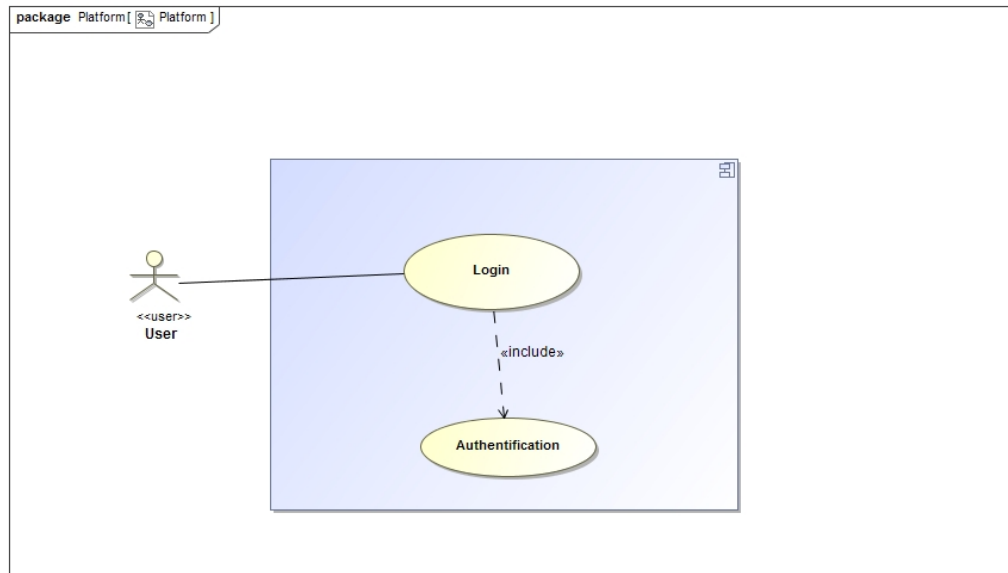 package Platform[ Platform ]
Login
<<user>>
User
«include»
Authentification